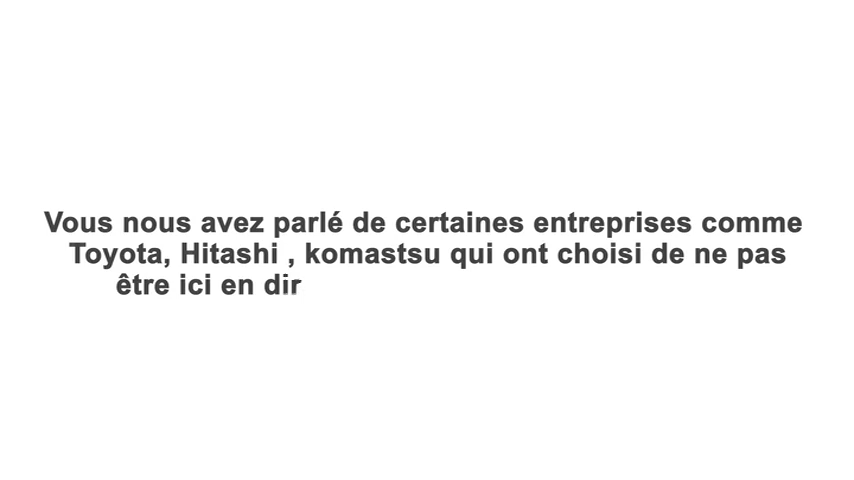 Vous nous avez parlé de certaines entreprises comme
Toyota, Hitashi , komastsu qui ont choisi de ne pas
être ici en dir